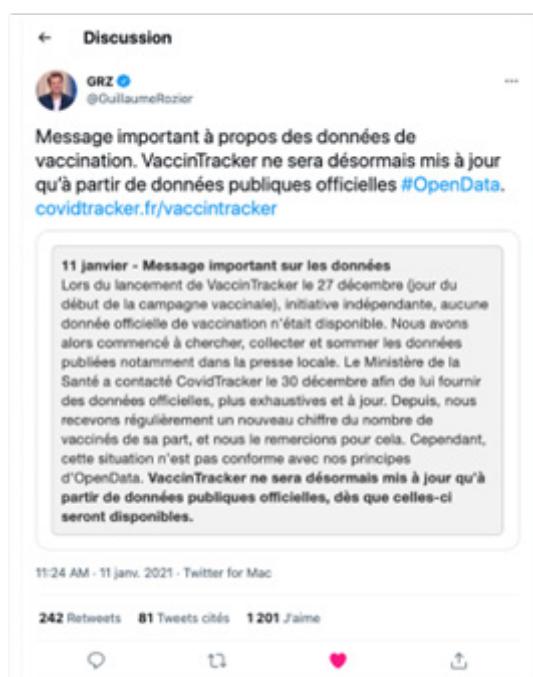 Discussion
GRZ
@GuillaumeRozier
Message important à propos des données de
vaccination. VaccinTracker ne sera désormais mis à jour
qu'à partir de données publiques officielles #OpenData.
covidtracker.fr/vaccintracker
11 janvier - Message important sur les données
Lors du lancement de VaccinTracker le 27 décembre (jour du
début de la campagne vaccinale), initiative indépendante, aucune
donnée officielle de vaccination n'était disponible. Nous avons
alors commencé à chercher, collecter et sommer les données
publiées notamment dans la presse locale. Le Ministère de la
Santé a contacté CovidTracker le 30 décembre afin de lui fournir
des données officielles, plus exhaustives et à jour. Depuis, nous
recevons régulièrement un nouveau chiffre du nombre de
vaccinés de sa part, et nous le remercions pour cela. Cependant,
cette situation n'est pas conforme avec nos principes
d'OpenData. VaccinTracker ne sera désormais mis à jour qu'à
partir de données publiques officielles, dès que celles-ci
seront disponibles.
11:24 AM · 11 janv. 2021 · Twitter for Mac
242 Retweets 81 Tweets cités 1 201 J'aime